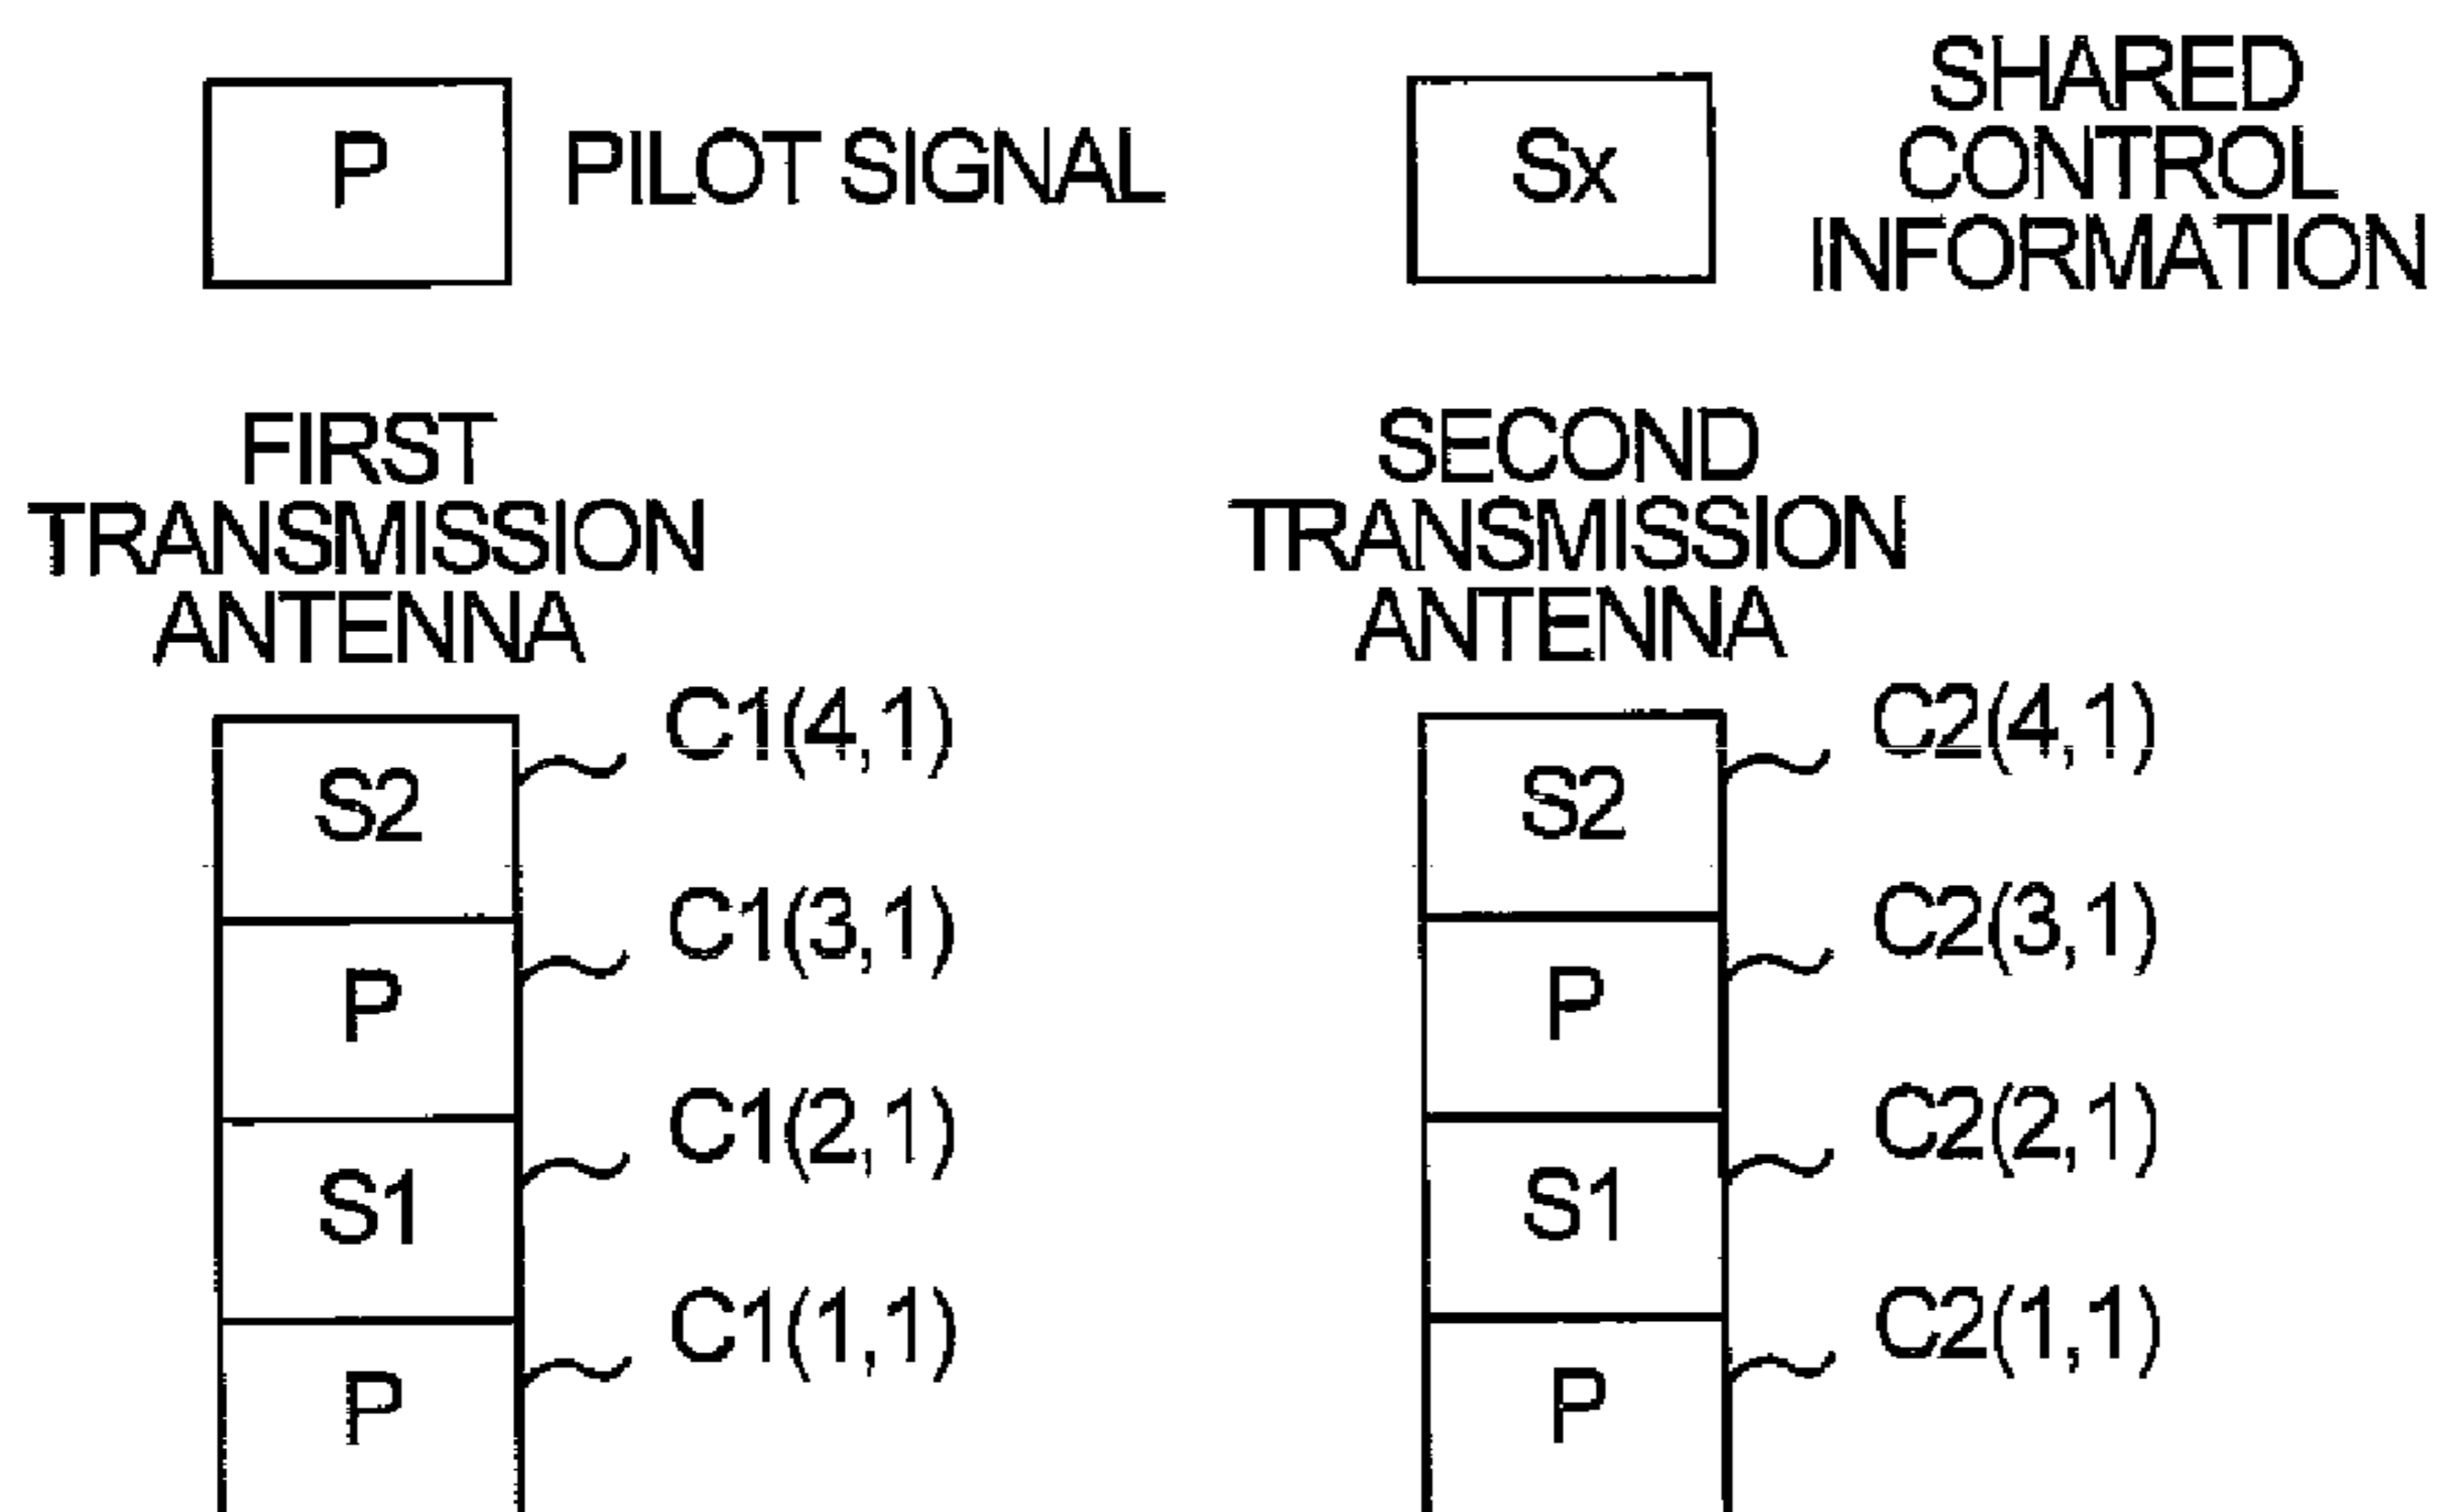 P
PILOT SIGNAL
Sx
SHARED
CONTROL
INFORMATION
FIRST
TRANSMISSION
ANTENNA
C1(4,1)
S2
C1(3,1)
P
C1(2,1)
S1
C1(1,1)
P
SECOND
TRANSMISSION
ANTENNA
C2(4,1)
S2
C2(3,1)
P
C2(2,1)
S1
C2(1,1)
P